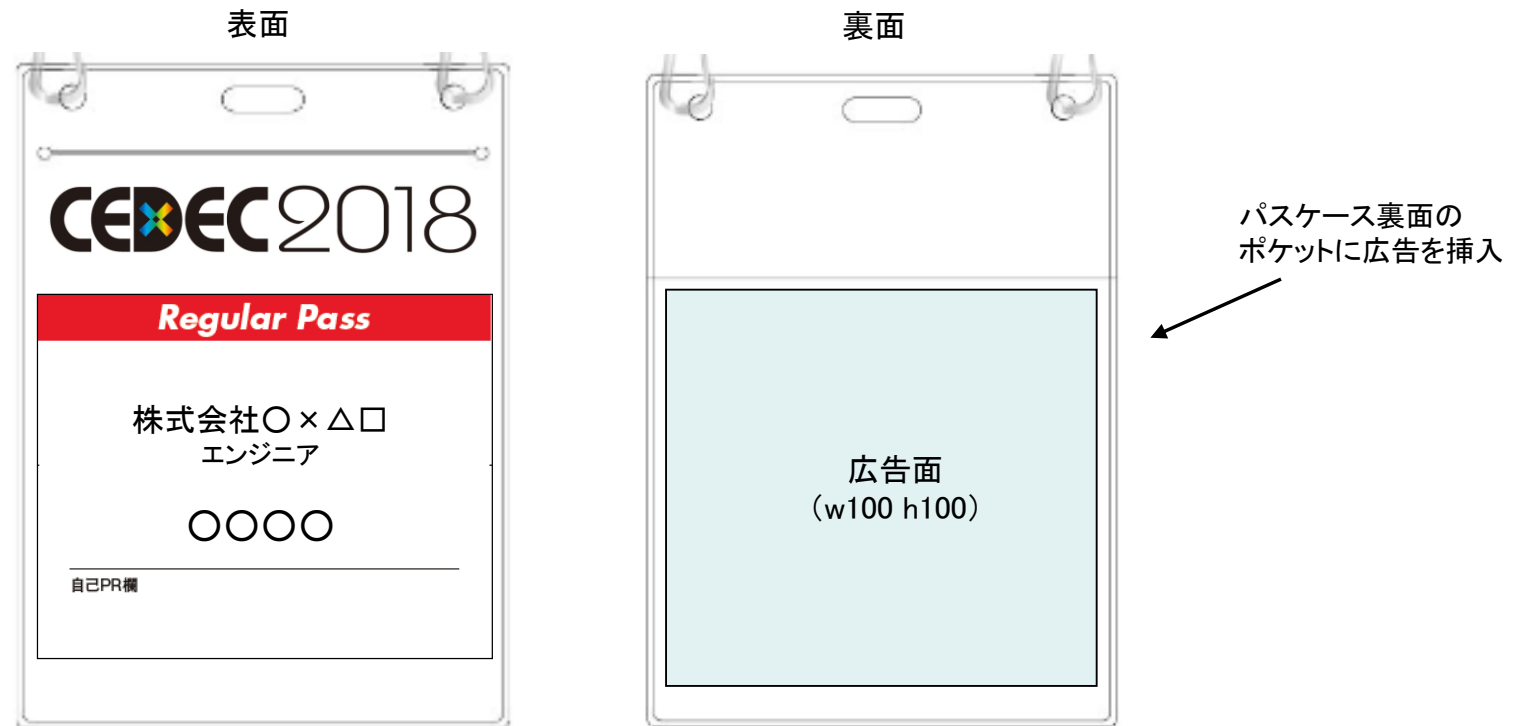 表面
CEDEC2018
Regular Pass
株式会社○×△□
エンジニア
○○○○
自己PR欄
裏面
広告面
(w100 h100)
パスケース裏面の
ポケットに広告を挿入